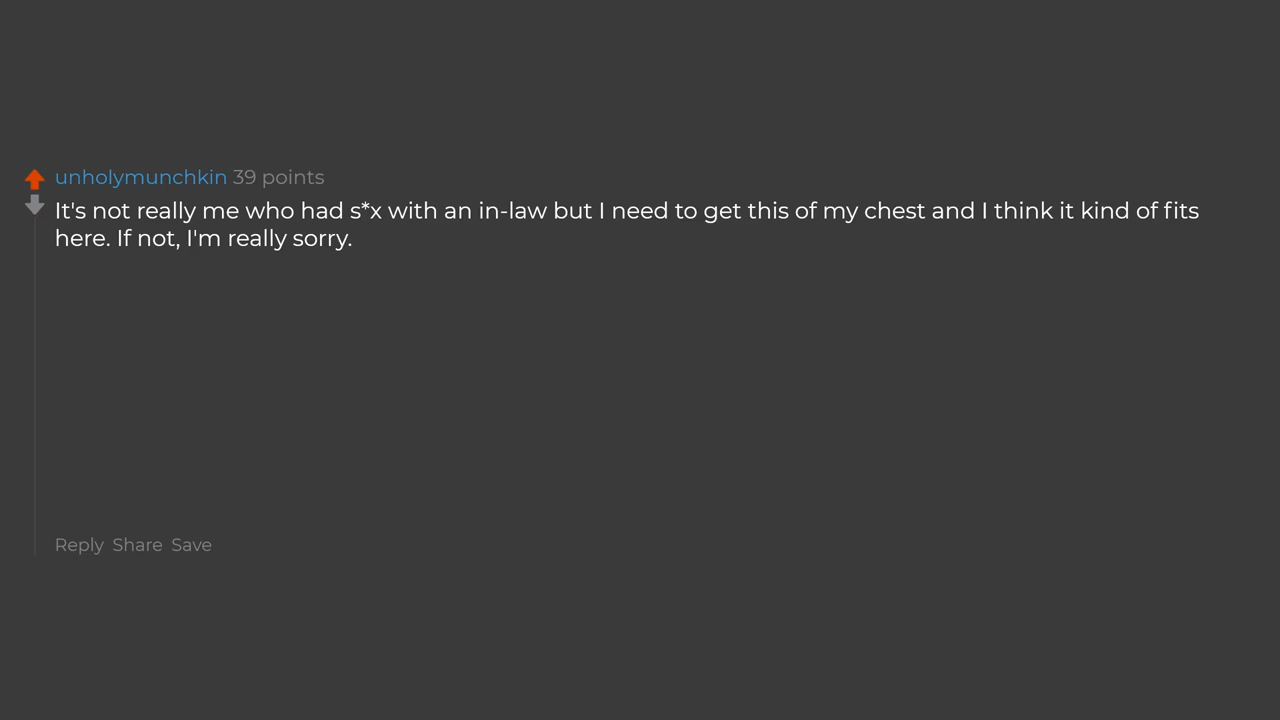 unholymunchkin 39 points
It's not really me who had s*x with an in-law but I need to get this of my chest and I think it kind of fits
here. If not, I'm really sorry.
Reply Share Save